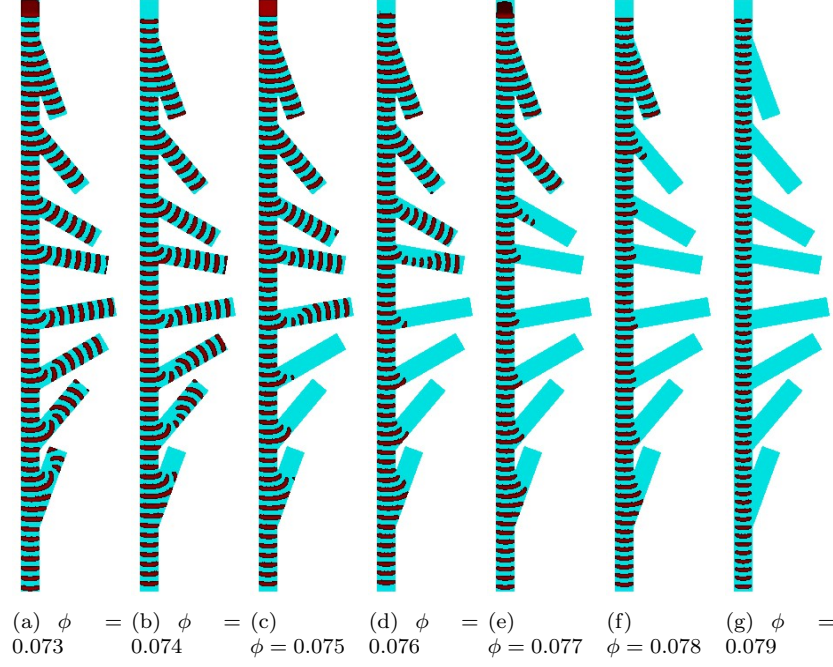 (a) ϕ = (b) ϕ = (c) (d) ϕ = (e) (f) (g) ϕ =
0.073 0.074 ϕ = 0.075 0.076 ϕ = 0.077 ϕ = 0.078 0.079